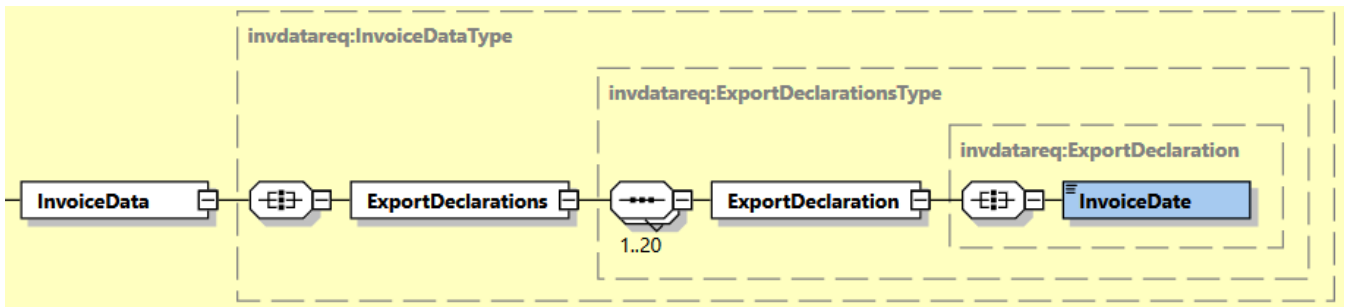 invdatareq:InvoiceDataType
invdatareq:ExportDeclarationsType
invdatareq:ExportDeclaration
InvoiceData
ExportDeclarations
ExportDeclaration
InvoiceDate
1..20